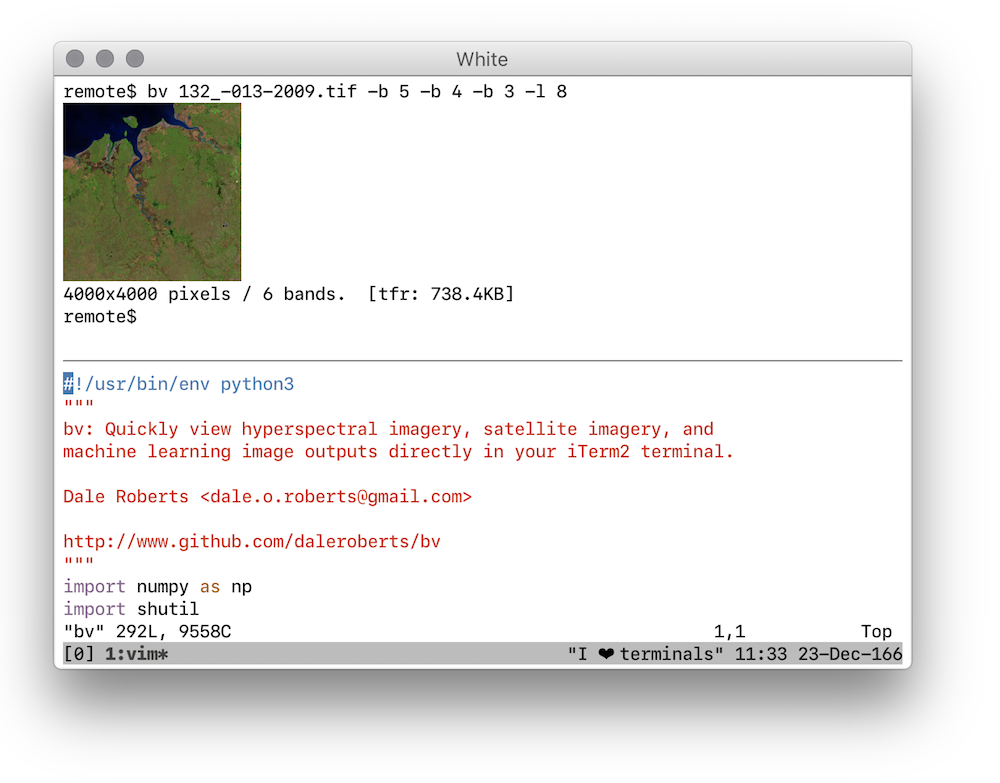 White
remote$ bv 132_-013-2009.tif -b 5 -b 4 -b 3 -l 8
4000x4000 pixels / 6 bands.  [tfr: 738.4KB]
remote$
#!/usr/bin/env python3
"""
bv: Quickly view hyperspectral imagery, satellite imagery, and
machine learning image outputs directly in your iTerm2 terminal.
Dale Roberts <dale.o.roberts@gmail.com>
http://www.github.com/daleroberts/bv
"""
import numpy as np
import shutil
"bv" 292L, 9558C 1,1 Top
[0] 1:vim* "I ❤ terminals" 11:33 23-Dec-166